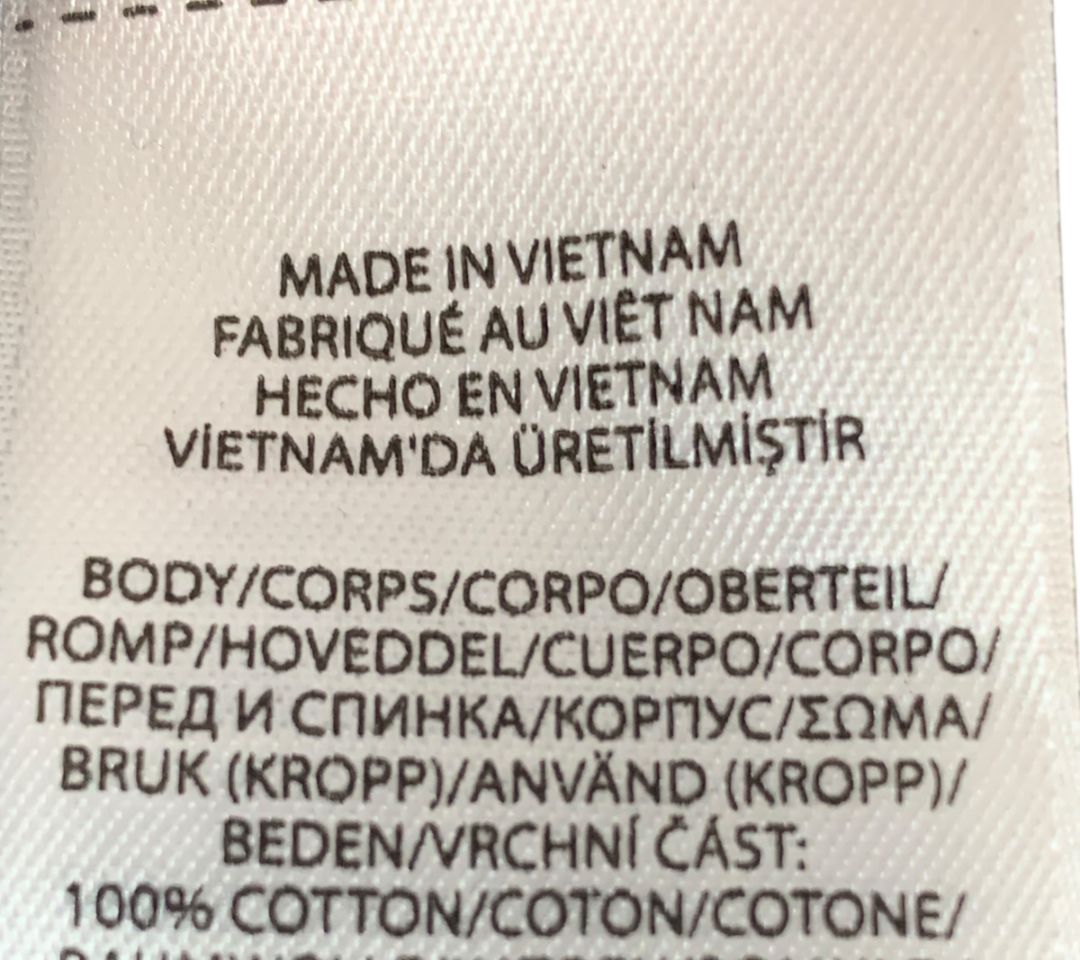 MADE IN VIETNAM
FABRIQUÉ AU VIÊT NAM
HECHO EN VIETNAM
VİETNAM'DA ÜRETİLMİŞTİR
BODY/CORPS/CORPO/OBERTEIL/
ROMP/HOVEDDEL/CUERPO/CORPO/
ПЕРЕД И СПИНКА/КОРПУС/ΣΩΜΑ/
BRUK (KROPP)/ANVÄND (KROPP)/
BEDEN/VRCHNÍ ČÁST:
100% COTTON/COTON/COTONE/